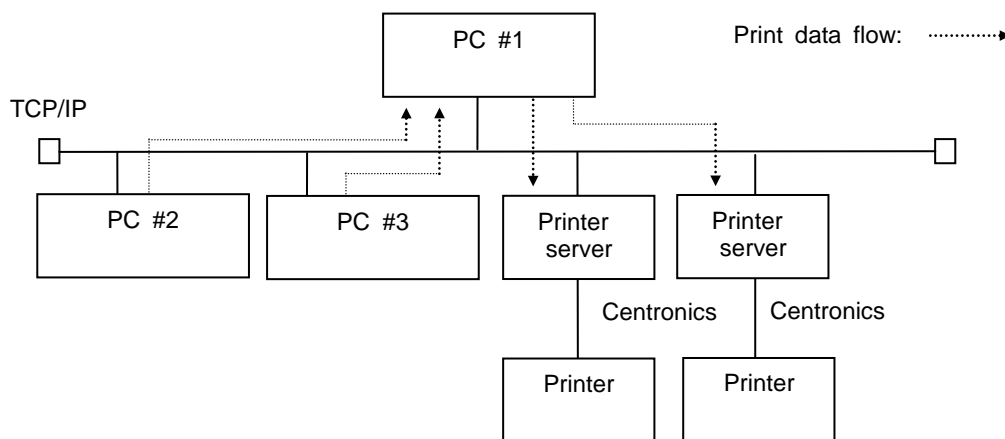 PC #1
Print data flow:
TCP/IP
PC #2
PC #3
Printer
server
Printer
server
Centronics
Centronics
Printer
Printer